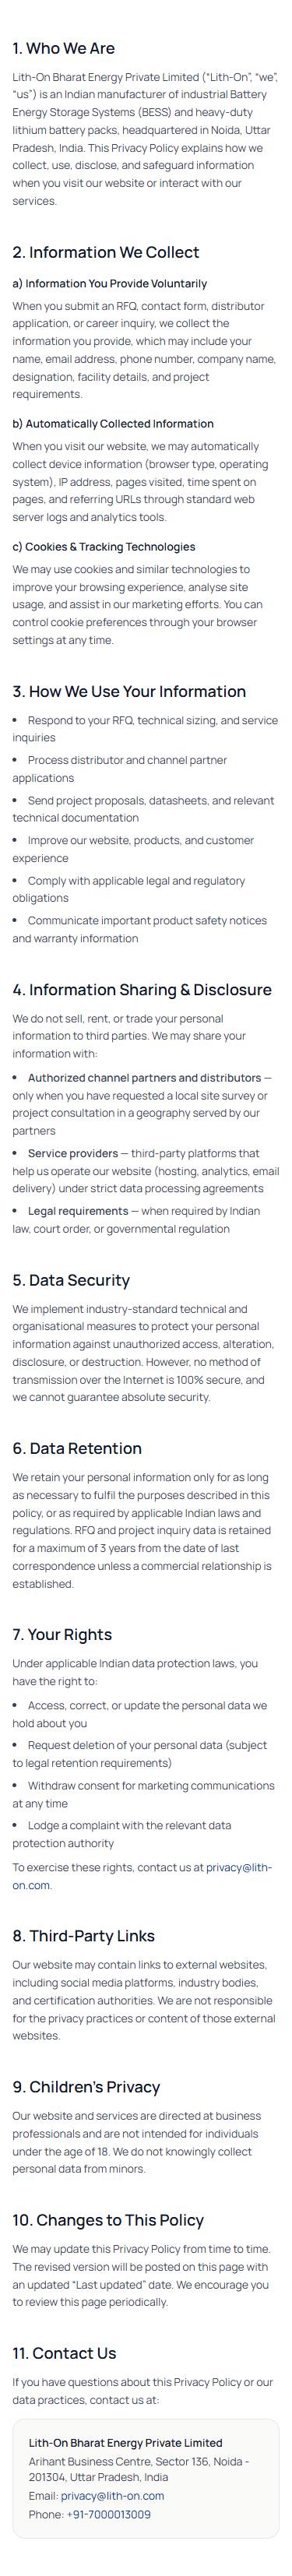 1. Who We Are
Lith-On Bharat Energy Private Limited (“Lith-On”, “we”,
“us”) is an Indian manufacturer of industrial Battery
Energy Storage Systems (BESS) and heavy-duty
lithium battery packs, headquartered in Noida, Uttar
Pradesh, India. This Privacy Policy explains how we
collect, use, disclose, and safeguard information
when you visit our website or interact with our
services.
2. Information We Collect
a) Information You Provide Voluntarily
When you submit an RFQ, contact form, distributor
application, or career inquiry, we collect the
information you provide, which may include your
name, email address, phone number, company name,
designation, facility details, and project
requirements.
b) Automatically Collected Information
When you visit our website, we may automatically
collect device information (browser type, operating
system), IP address, pages visited, time spent on
pages, and referring URLs through standard web
server logs and analytics tools.
c) Cookies & Tracking Technologies
We may use cookies and similar technologies to
improve your browsing experience, analyse site
usage, and assist in our marketing efforts. You can
control cookie preferences through your browser
settings at any time.
3. How We Use Your Information
• Respond to your RFQ, technical sizing, and service
inquiries
• Process distributor and channel partner
applications
• Send project proposals, datasheets, and relevant
technical documentation
• Improve our website, products, and customer
experience
• Comply with applicable legal and regulatory
obligations
• Communicate important product safety notices
and warranty information
4. Information Sharing & Disclosure
We do not sell, rent, or trade your personal
information to third parties. We may share your
information with:
• Authorized channel partners and distributors —
only when you have requested a local site survey or
project consultation in a geography served by our
partners
• Service providers — third-party platforms that
help us operate our website (hosting, analytics, email
delivery) under strict data processing agreements
• Legal requirements — when required by Indian
law, court order, or governmental regulation
5. Data Security
We implement industry-standard technical and
organisational measures to protect your personal
information against unauthorized access, alteration,
disclosure, or destruction. However, no method of
transmission over the Internet is 100% secure, and
we cannot guarantee absolute security.
6. Data Retention
We retain your personal information only for as long
as necessary to fulfil the purposes described in this
policy, or as required by applicable Indian laws and
regulations. RFQ and project inquiry data is retained
for a maximum of 3 years from the date of last
correspondence unless a commercial relationship is
established.
7. Your Rights
Under applicable Indian data protection laws, you
have the right to:
• Access, correct, or update the personal data we
hold about you
• Request deletion of your personal data (subject
to legal retention requirements)
• Withdraw consent for marketing communications
at any time
• Lodge a complaint with the relevant data
protection authority
To exercise these rights, contact us at privacy@lith-
on.com.
8. Third-Party Links
Our website may contain links to external websites,
including social media platforms, industry bodies,
and certification authorities. We are not responsible
for the privacy practices or content of those external
websites.
9. Children’s Privacy
Our website and services are directed at business
professionals and are not intended for individuals
under the age of 18. We do not knowingly collect
personal data from minors.
10. Changes to This Policy
We may update this Privacy Policy from time to time.
The revised version will be posted on this page with
an updated “Last updated” date. We encourage you
to review this page periodically.
11. Contact Us
If you have questions about this Privacy Policy or our
data practices, contact us at:
Lith-On Bharat Energy Private Limited
Arihant Business Centre, Sector 136, Noida -
201304, Uttar Pradesh, India
Email: privacy@lith-on.com
Phone: +91-7000013009